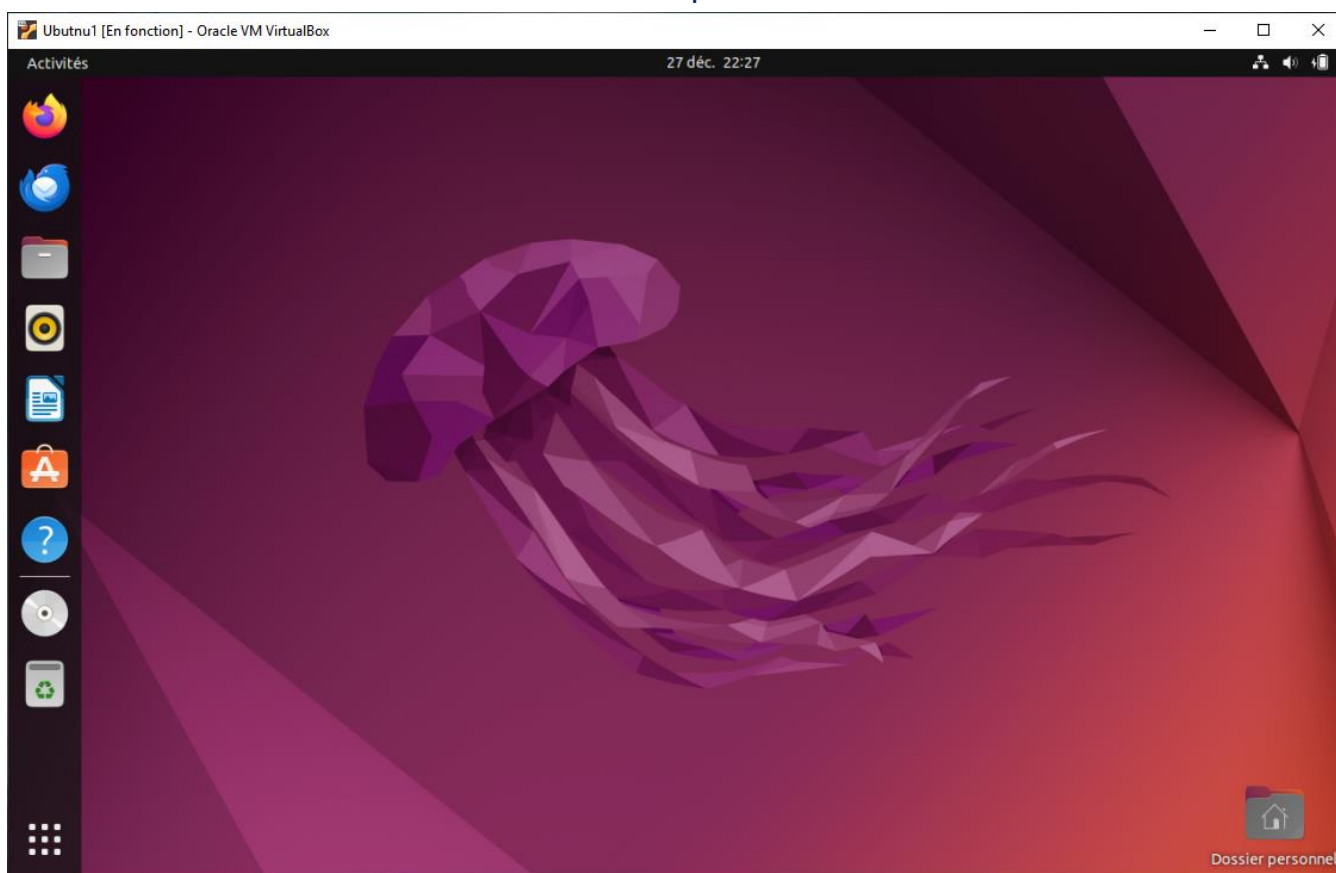 Ubutnu1 [En fonction] - Oracle VM VirtualBox
Activités
27 déc. 22:27
Dossier personnel